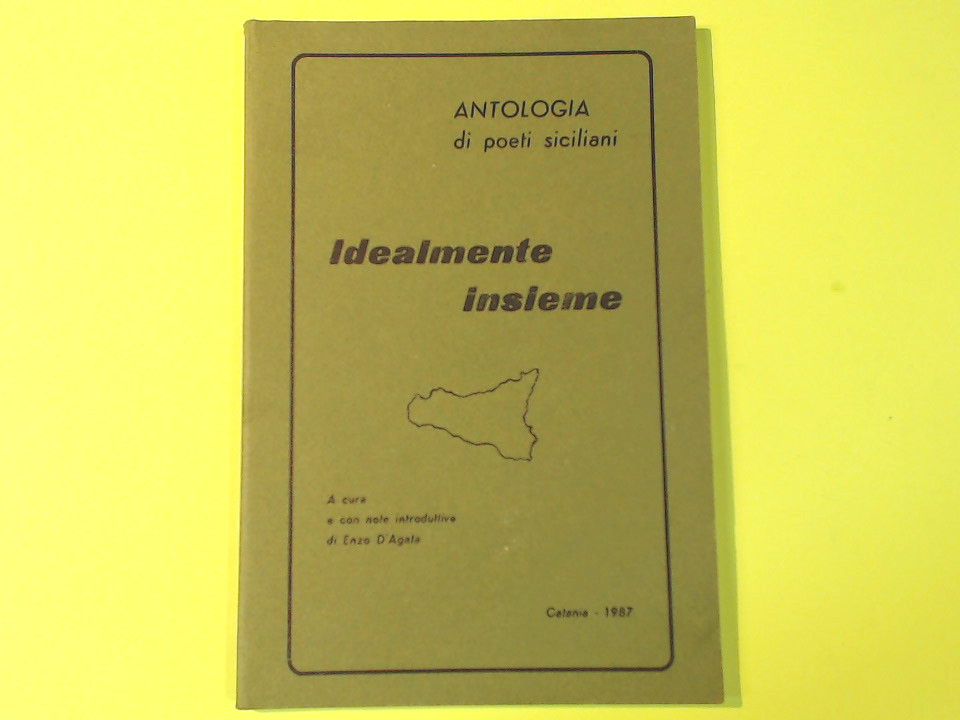 ANTOLOGIA
di poeti siciliani
Idealmente
insieme
A cura
e con note introduttive
di Enzo D'Agata
Catania - 1987